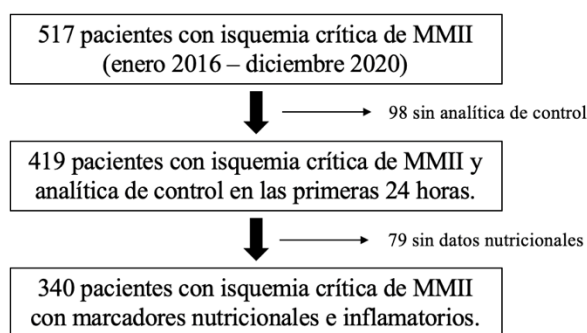 517 pacientes con isquemia crítica de MMII
(enero 2016 – diciembre 2020)
98 sin analítica de control
419 pacientes con isquemia crítica de MMII y
analítica de control en las primeras 24 horas.
79 sin datos nutricionales
340 pacientes con isquemia crítica de MMII
con marcadores nutricionales e inflamatorios.